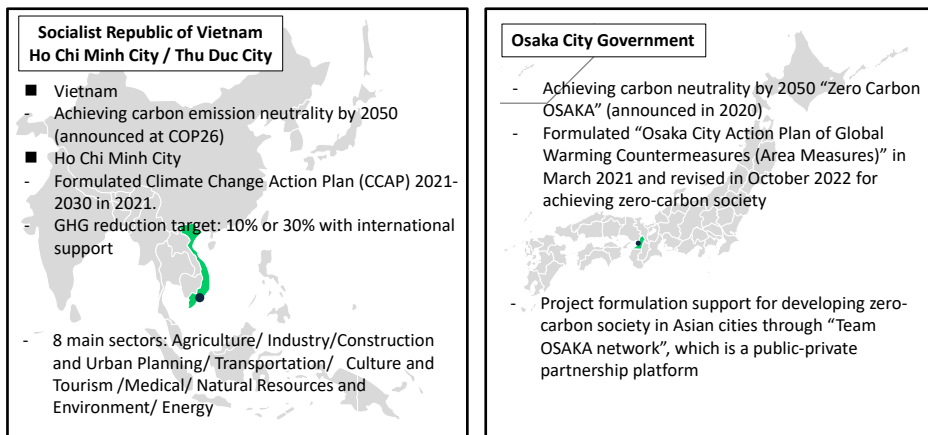 Socialist Republic of Vietnam
Ho Chi Minh City / Thu Duc City
■ Vietnam
- Achieving carbon emission neutrality by 2050
(announced at COP26)
■ Ho Chi Minh City
- Formulated Climate Change Action Plan (CCAP) 2021-
2030 in 2021.
- GHG reduction target: 10% or 30% with international
support
- 8 main sectors: Agriculture/ Industry/Construction
and Urban Planning/ Transportation/ Culture and
Tourism /Medical/ Natural Resources and
Environment/ Energy
Osaka City Government
- Achieving carbon neutrality by 2050 “Zero Carbon
OSAKA” (announced in 2020)
- Formulated “Osaka City Action Plan of Global
Warming Countermeasures (Area Measures)” in
March 2021 and revised in October 2022 for
achieving zero-carbon society
- Project formulation support for developing zero-
carbon society in Asian cities through “Team
OSAKA network”, which is a public-private
partnership platform